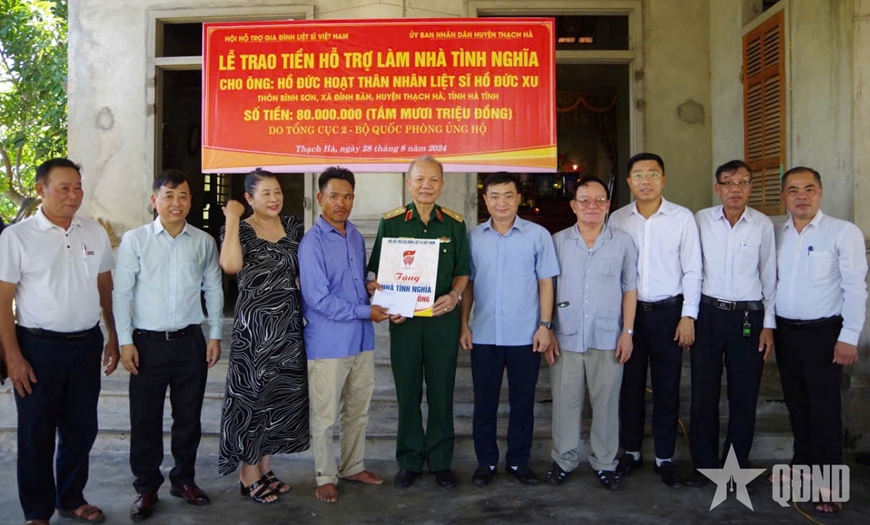 HỘI HỖ TRỢ GIA ĐÌNH LIỆT SĨ VIỆT NAM
ỦY BAN NHÂN DÂN HUYỆN THẠCH HÀ
LỄ TRAO TIỀN HỖ TRỢ LÀM NHÀ TÌNH NGHĨA
CHO ÔNG: HỒ ĐỨC HOẠT THÂN NHÂN LIỆT SĨ HỒ ĐỨC XU
THÔN BÌNH SƠN, XÃ ĐỈNH BÀN, HUYỆN THẠCH HÀ, TỈNH HÀ TĨNH
SỐ TIỀN: 80.000.000 (TÁM MƯƠI TRIỆU ĐỒNG)
DO TỔNG CỤC 2 - BỘ QUỐC PHÒNG ỦNG HỘ
Thạch Hà, ngày 28 tháng 8 năm 2024
Tặng
NHÀ TÌNH NGHĨA
ĐỒNG
QĐND